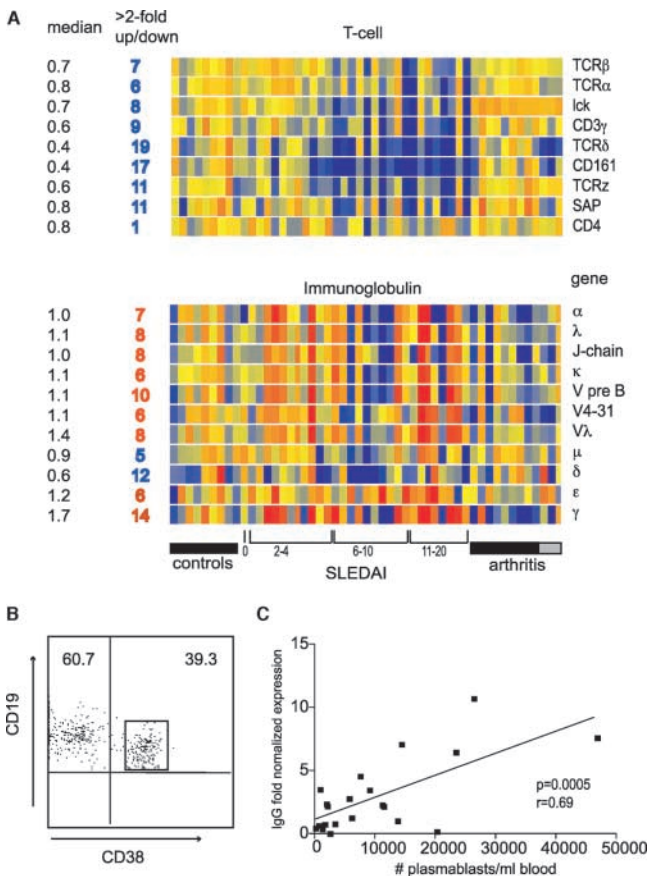 A
median >2-fold up/down T-cell
0.7 7 TCRβ
0.8 6 TCRα
0.7 8 lck
0.6 9 CD3γ
0.4 19 TCRδ
0.4 17 CD161
0.6 11 TCRz
0.8 11 SAP
0.8 1 CD4
Immunoglobulin gene
1.0 7 α
1.1 8 λ
1.0 8 J-chain
1.1 6 κ
1.1 10 V pre B
1.1 6 V4-31
1.4 8 Vλ
0.9 5 μ
0.6 12 δ
1.2 6 ε
1.7 14 γ
0 2-4 6-10 11-20
controls SLEDAI arthritis
B
60.7 39.3
CD19
CD38
C
IgG fold nomalized expression
15
10
5
0
p=0.0005
r=0.69
0 10000 20000 30000 40000 50000
# plasmablasts/ml blood